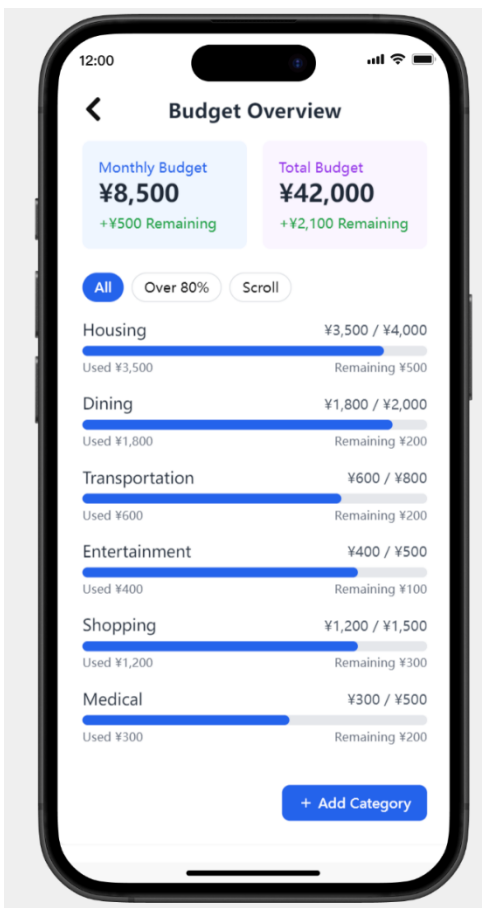 12:00
Budget Overview
Monthly Budget
¥8,500
+¥500 Remaining
Total Budget
¥42,000
+¥2,100 Remaining
All Over 80% Scroll
Housing ¥3,500 / ¥4,000
Used ¥3,500 Remaining ¥500
Dining ¥1,800 / ¥2,000
Used ¥1,800 Remaining ¥200
Transportation ¥600 / ¥800
Used ¥600 Remaining ¥200
Entertainment ¥400 / ¥500
Used ¥400 Remaining ¥100
Shopping ¥1,200 / ¥1,500
Used ¥1,200 Remaining ¥300
Medical ¥300 / ¥500
Used ¥300 Remaining ¥200
+ Add Category